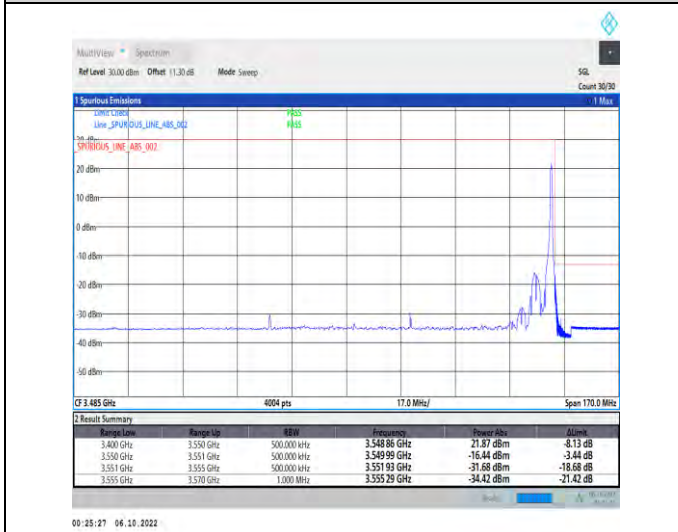 MultiView Spectrum
Ref Level 30.00 dBm Offset 11.30 dB Mode Sweep SGL
Count 30/30
1 Spurious Emissions 1 Max
Limit Check PASS
Line _SPURIOUS_LINE_ABS_002 PASS
_SPURIOUS_LINE_ABS_002
20 dBm
10 dBm
0 dBm
-10 dBm
-20 dBm
-30 dBm
-40 dBm
-50 dBm
CF 3.485 GHz 4004 pts 17.0 MHz/ Span 170.0 MHz
2 Result Summary
Range Low Range Up RBW Frequency Power Abs ΔLimit
3.400 GHz 3.550 GHz 500.000 kHz 3.548 86 GHz 21.87 dBm -8.13 dB
3.550 GHz 3.551 GHz 500.000 kHz 3.549 99 GHz -16.44 dBm -3.44 dB
3.551 GHz 3.555 GHz 500.000 kHz 3.551 93 GHz -31.68 dBm -18.68 dB
3.555 GHz 3.570 GHz 1.000 MHz 3.555 29 GHz -34.42 dBm -21.42 dB
00:25:27 06.10.2022